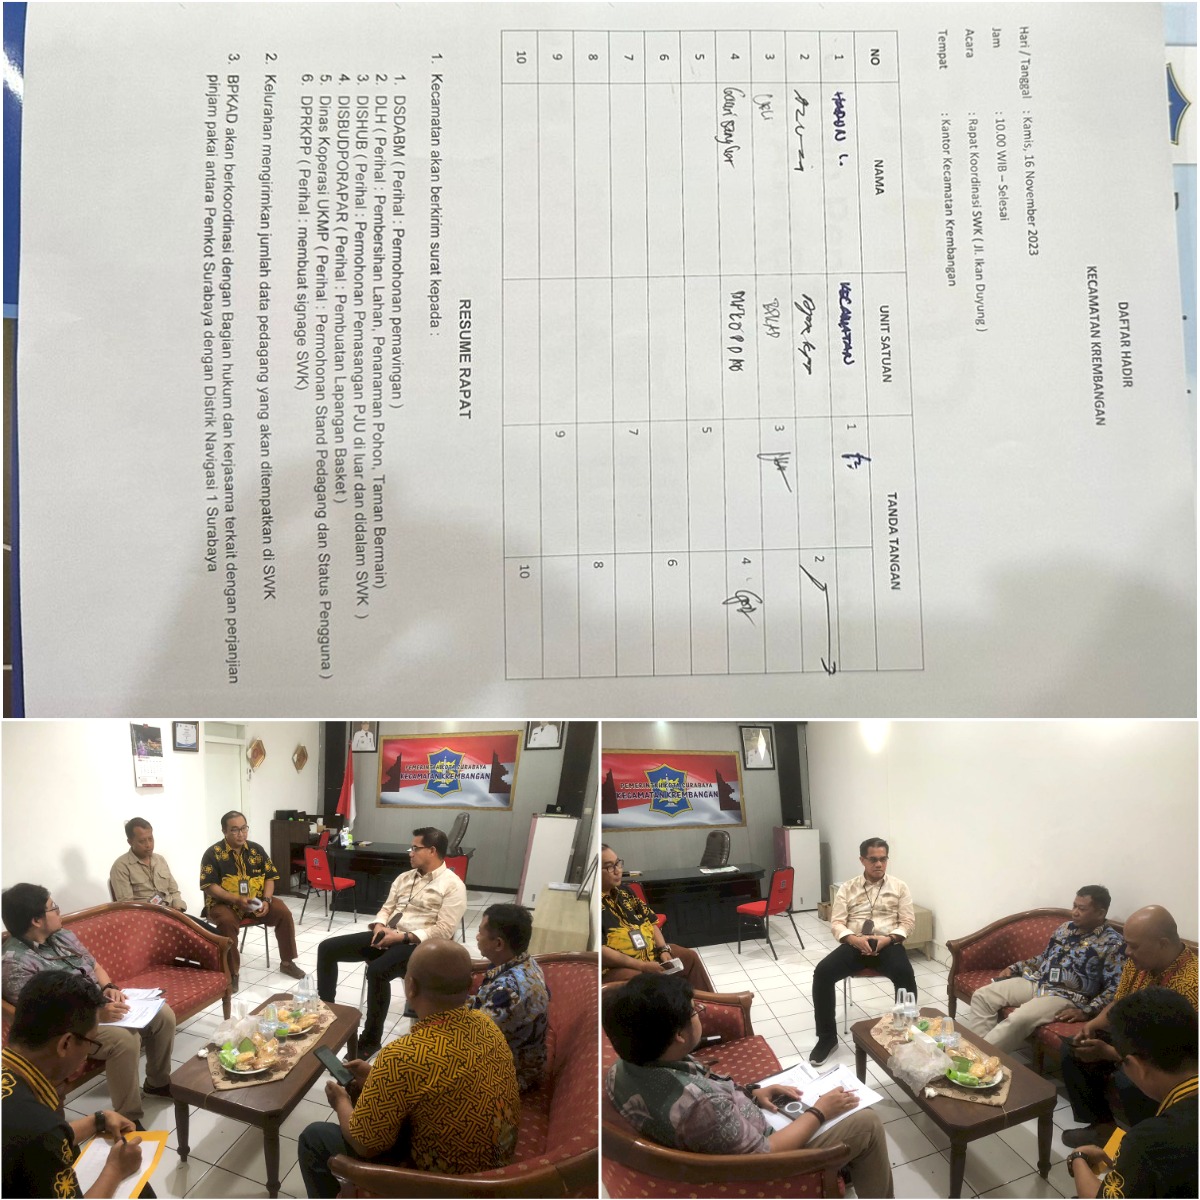 DAFTAR HADIR
KECAMATAN KREMBANGAN
Hari / Tanggal : Kamis, 16 November 2023
Jam : 10.00 WIB – Selesai
Acara : Rapat Koordinasi SWK ( Jl. Ikan Duyung )
Tempat : Kantor Kecamatan Krembangan
NO NAMA UNIT SATUAN TANDA TANGAN
1 KECAMATAN 1
2 2
3 BPKAD 3
4 4
5 5
6 6
7 7
8 8
9 9
10 10
RESUME RAPAT
1. Kecamatan akan berkirim surat kepada :
1. DSDABM ( Perihal : Permohonan pemavingan )
2. DLH ( Perihal : Pembersihan Lahan, Penanaman Pohon, Taman Bermain)
3. DISHUB ( Perihal : Permohonan Pemasangan PJU di luar dan didalam SWK )
4. DISBUDPORAPAR ( Perihal : Pembuatan Lapangan Basket )
5. Dinas Koperasi UKMP ( Perihal : Permohonan Stand Pedagang dan Status Pengguna )
6. DPRKPP ( Perihal : membuat signage SWK)
2. Kelurahan mengirimkan jumlah data pedagang yang akan ditempatkan di SWK
3. BPKAD akan berkoordinasi dengan Bagian hukum dan kerjasama terkait dengan perjanjian
pinjam pakai antara Pemkot Surabaya dengan Distrik Navigasi 1 Surabaya
PEMERINTAH KOTA SURABAYA
KECAMATAN KREMBANGAN
PEMERINTAH KOTA SURABAYA
KECAMATAN KREMBANGAN